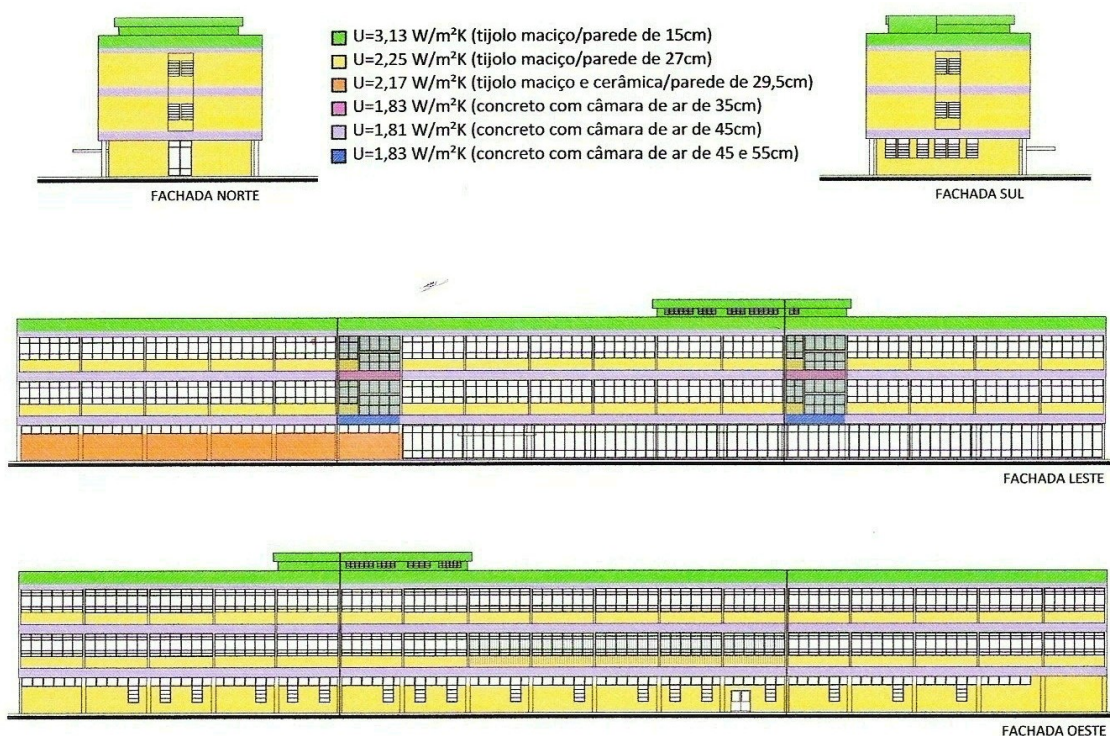 U=3,13 W/m²K (tijolo maciço/parede de 15cm)
U=2,25 W/m²K (tijolo maciço/parede de 27cm)
U=2,17 W/m²K (tijolo maciço e cerâmica/parede de 29,5cm)
U=1,83 W/m²K (concreto com câmara de ar de 35cm)
U=1,81 W/m²K (concreto com câmara de ar de 45cm)
U=1,83 W/m²K (concreto com câmara de ar de 45 e 55cm)
FACHADA NORTE
FACHADA SUL
FACHADA LESTE
FACHADA OESTE